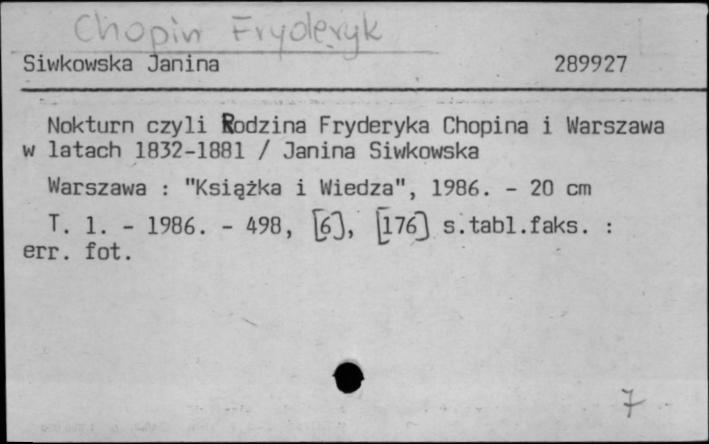 Chopin Fryderyk
Siwkowska Janina 289927
Nokturn czyli Rodzina Fryderyka Chopina i Warszawa
w latach 1832-1881 / Janina Siwkowska
Warszawa : "Książka i Wiedza", 1986. - 20 cm
T. 1. - 1986. - 498, [6], [176] s.tabl.faks. :
err. fot.
7